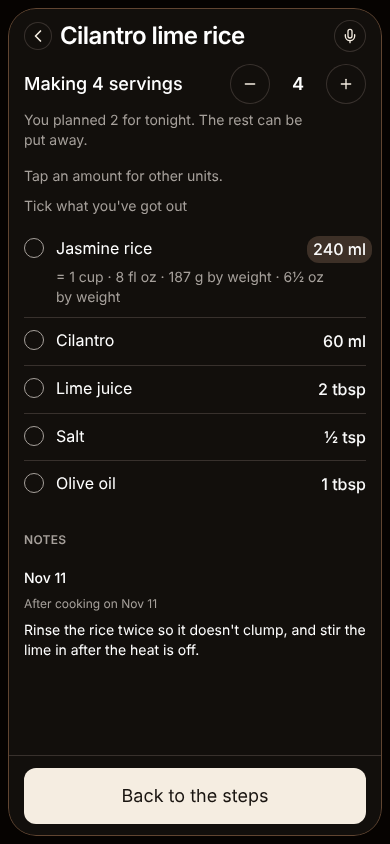 Cilantro lime rice
Making 4 servings
− 4 +
You planned 2 for tonight. The rest can be
put away.
Tap an amount for other units.
Tick what you've got out
Jasmine rice 240 ml
= 1 cup · 8 fl oz · 187 g by weight · 6½ oz
by weight
Cilantro 60 ml
Lime juice 2 tbsp
Salt ½ tsp
Olive oil 1 tbsp
NOTES
Nov 11
After cooking on Nov 11
Rinse the rice twice so it doesn't clump, and stir the
lime in after the heat is off.
Back to the steps